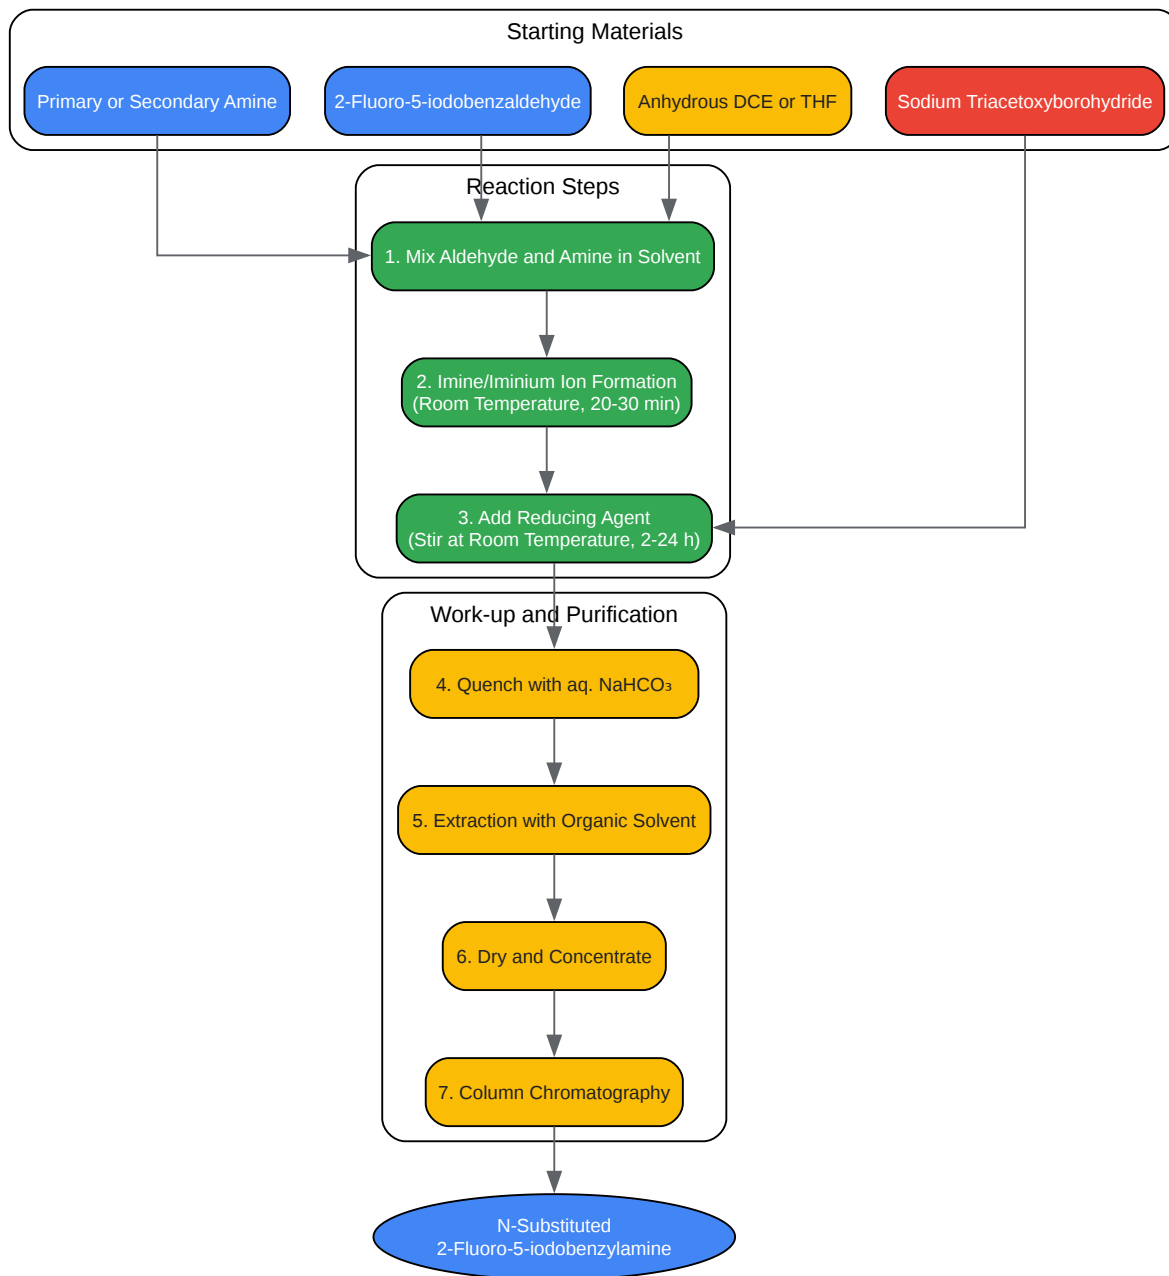 Starting Materials
Primary or Secondary Amine
2-Fluoro-5-iodobenzaldehyde
Anhydrous DCE or THF
Sodium Triacetoxyborohydride
Reaction Steps
1. Mix Aldehyde and Amine in Solvent
2. Imine/Iminium Ion Formation
(Room Temperature, 20-30 min)
3. Add Reducing Agent
(Stir at Room Temperature, 2-24 h)
Work-up and Purification
4. Quench with aq. NaHCO₃
5. Extraction with Organic Solvent
6. Dry and Concentrate
7. Column Chromatography
N-Substituted
2-Fluoro-5-iodobenzylamine